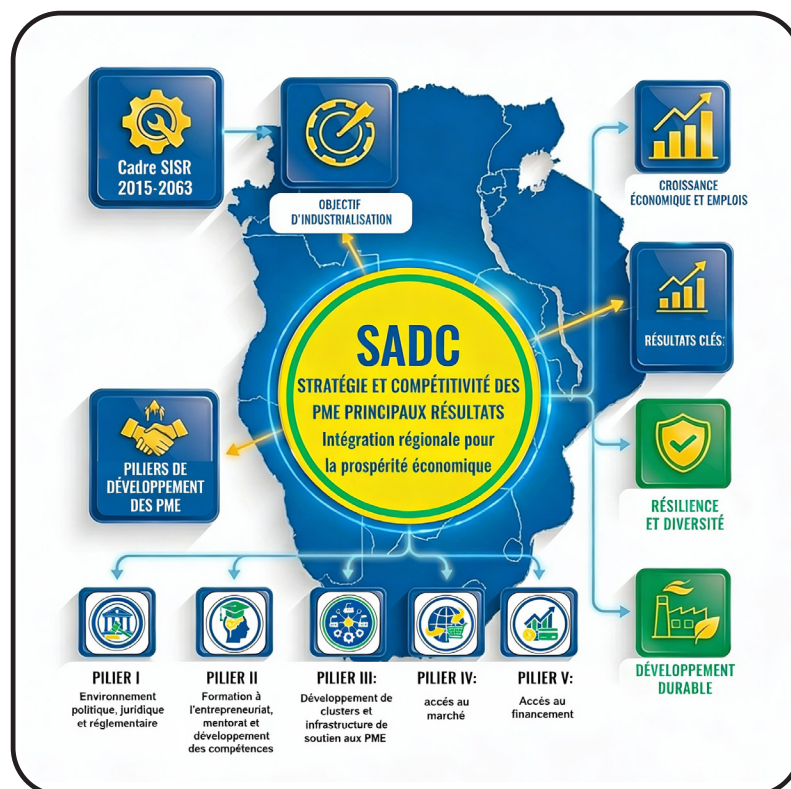 Cadre SISR
2015-2063
OBJECTIF
D'INDUSTRIALISATION
CROISSANCE
ÉCONOMIQUE ET EMPLOIS
SADC
STRATÉGIE ET COMPÉTITIVITÉ DES
PME PRINCIPAUX RÉSULTATS
Intégration régionale pour
la prospérité économique
RÉSULTATS CLÉS:
PILIERS DE
DÉVELOPPEMENT
DES PME
RÉSILIENCE
ET DIVERSITÉ
DÉVELOPPEMENT
DURABLE
PILIER I
Environnement
politique, juridique
et réglementaire
PILIER II
Formation à
l'entrepreneuriat,
mentorat et
développement
des compétences
PILIER III:
Développement de
clusters et
infrastructure de
soutien aux PME
PILIER IV:
accés au
marché
PILIER V:
Accés au
financement